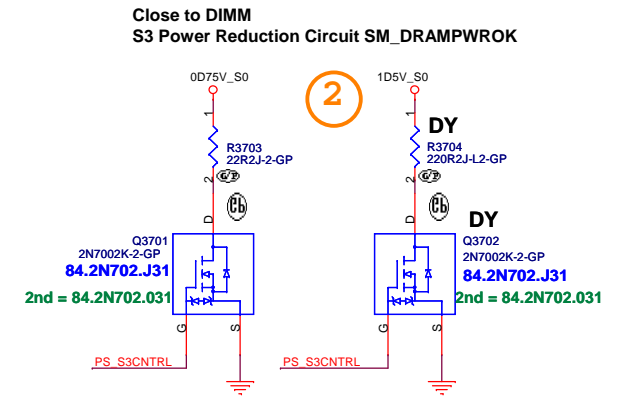 Close to DIMM
S3 Power Reduction Circuit SM_DRAMPWROK
0D75V_S0
1
R3703
22R2J-2-GP
2
G/P
Pb
D
Q3701
2N7002K-2-GP
84.2N702.J31
2nd = 84.2N702.031
G
S
PS_S3CNTRL
2
1D5V_S0
1
DY
R3704
220R2J-L2-GP
2
G/P
Pb
D
DY
Q3702
2N7002K-2-GP
84.2N702.J31
2nd = 84.2N702.031
G
S
PS_S3CNTRL